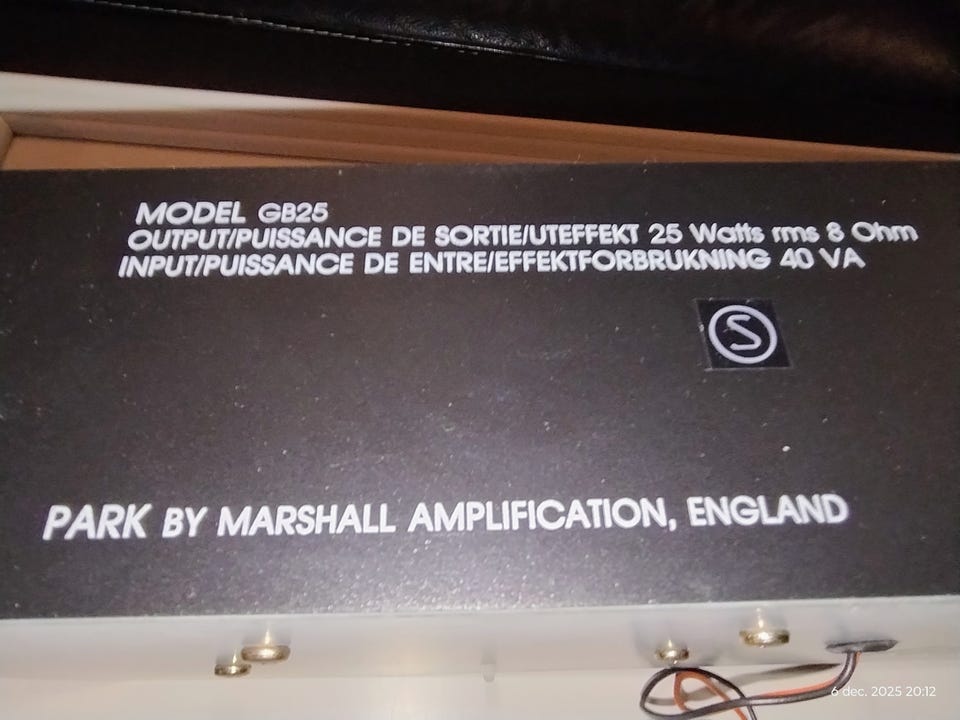 MODEL GB25
OUTPUT/PUISSANCE DE SORTIE/UTEFFEKT 25 Watts rms 8 Ohm
INPUT/PUISSANCE DE ENTRE/EFFEKTFORBRUKNING 40 VA
S
PARK BY MARSHALL AMPLIFICATION, ENGLAND
6 dec. 2025 20:12